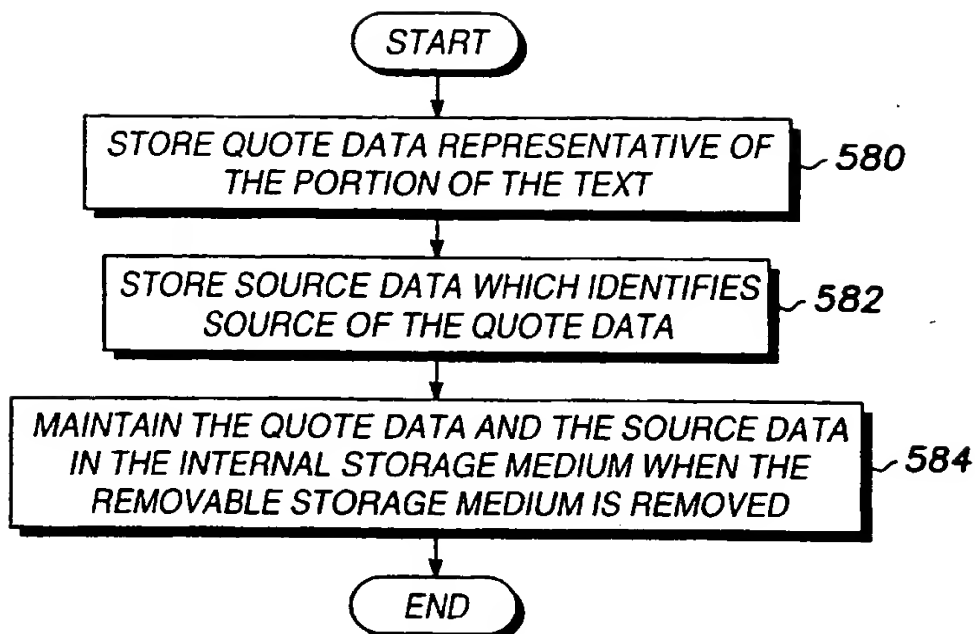 START
STORE QUOTE DATA REPRESENTATIVE OF
THE PORTION OF THE TEXT
580
STORE SOURCE DATA WHICH IDENTIFIES
SOURCE OF THE QUOTE DATA
582
MAINTAIN THE QUOTE DATA AND THE SOURCE DATA
IN THE INTERNAL STORAGE MEDIUM WHEN THE
REMOVABLE STORAGE MEDIUM IS REMOVED
584
END